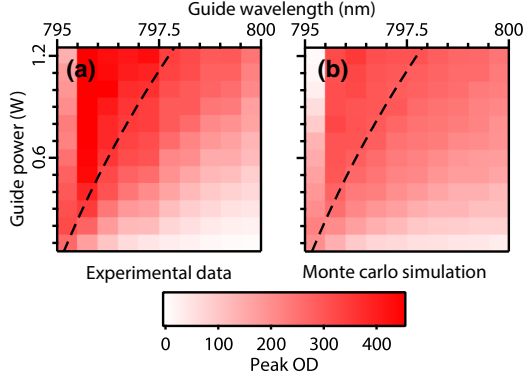 Guide wavelength (nm)
795 797.5 800 797.5 800
(a) (b)
1.2
0.6
Guide power (W)
Experimental data Monte carlo simulation
0 100 200 300 400
Peak OD